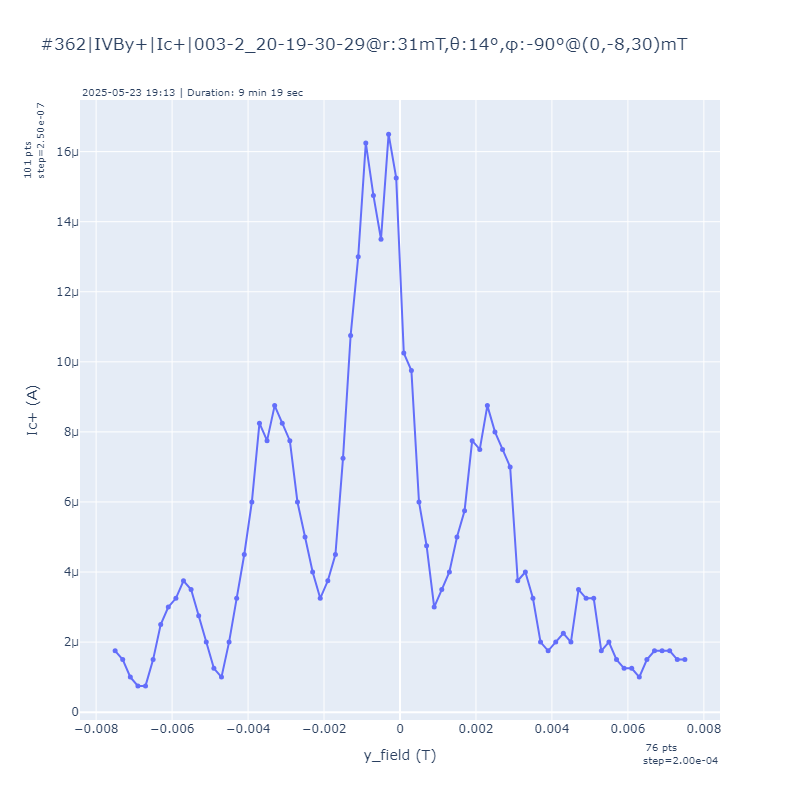 #362|IVBy+|Ic+|003-2_20-19-30-29@r:31mT,θ:14º,φ:-90º@(0,-8,30)mT
2025-05-23 19:13 | Duration: 9 min 19 sec
101 pts
step=2.50e-07
16μ
14μ
12μ
10μ
8μ
6μ
4μ
2μ
0
Ic+ (A)
−0.008 −0.006 −0.004 −0.002 0 0.002 0.004 0.006 0.008
y_field (T)
76 pts
step=2.00e-04